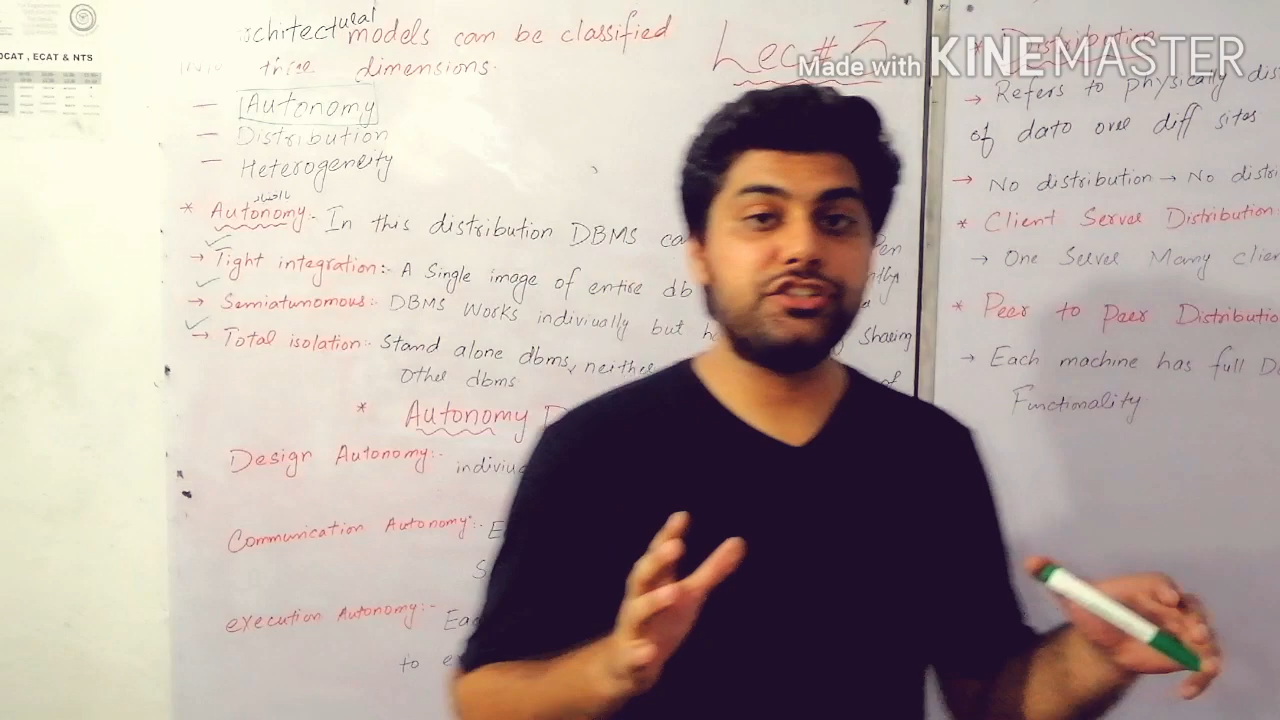 OCAT , ECAT & NTS
architectural models can be classified
three dimensions.
— Autonomy
— Distribution
— Heterogeneity
Lec # 3
Made with KINEMASTER
* Autonomy:- In this distribution DBMS ca
→ Tight integration:- A Single image of entire db
→ Semiatunomous:- DBMS Works indiviually but h sharing
→ Total isolation:- Stand alone dbms, neither of
Other dbms
* Autonomy D
Design Autonomy:- indiviu
Communication Autonomy:- E
S
execution Autonomy:- Eac
to e
* Distribution
→ Refers to physically dis
of data over diff sites
→ No distribution → No distri
* Client Server Distribution
→ One Server Many clien
* Peer to Peer Distributio
→ Each machine has full D
Functionality